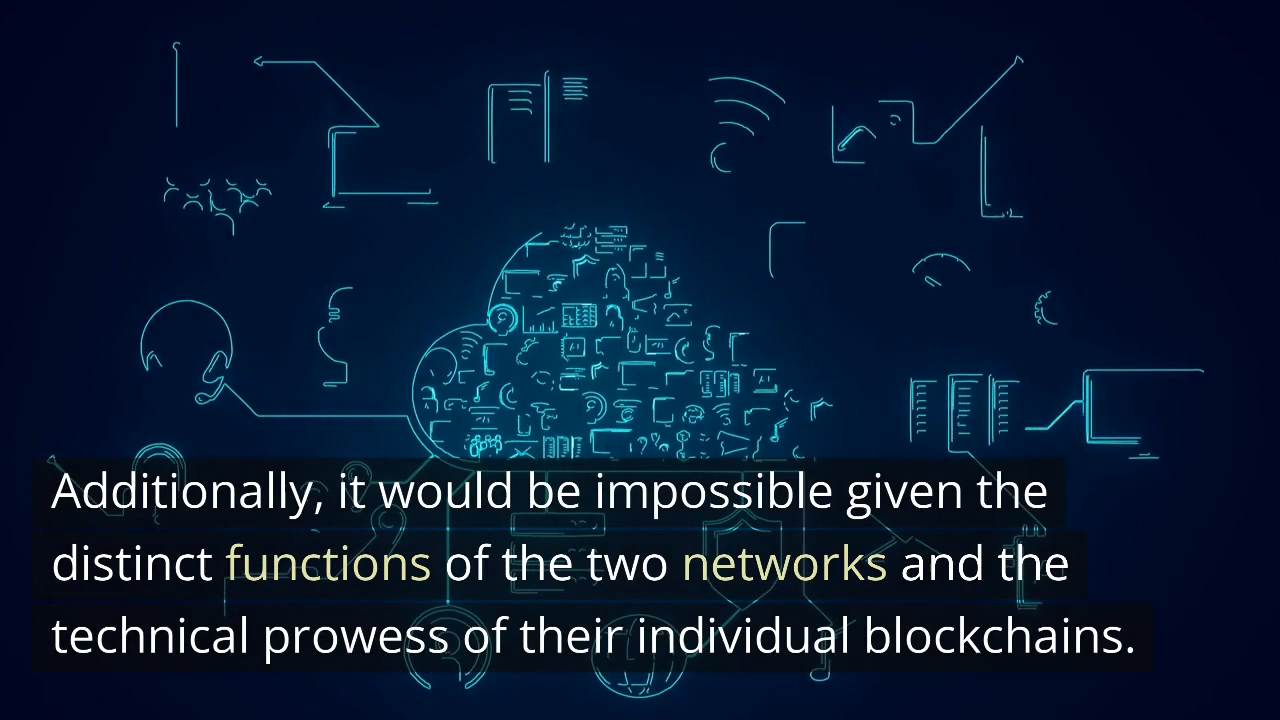 Additionally, it would be impossible given the
distinct functions of the two networks and the
technical prowess of their individual blockchains.